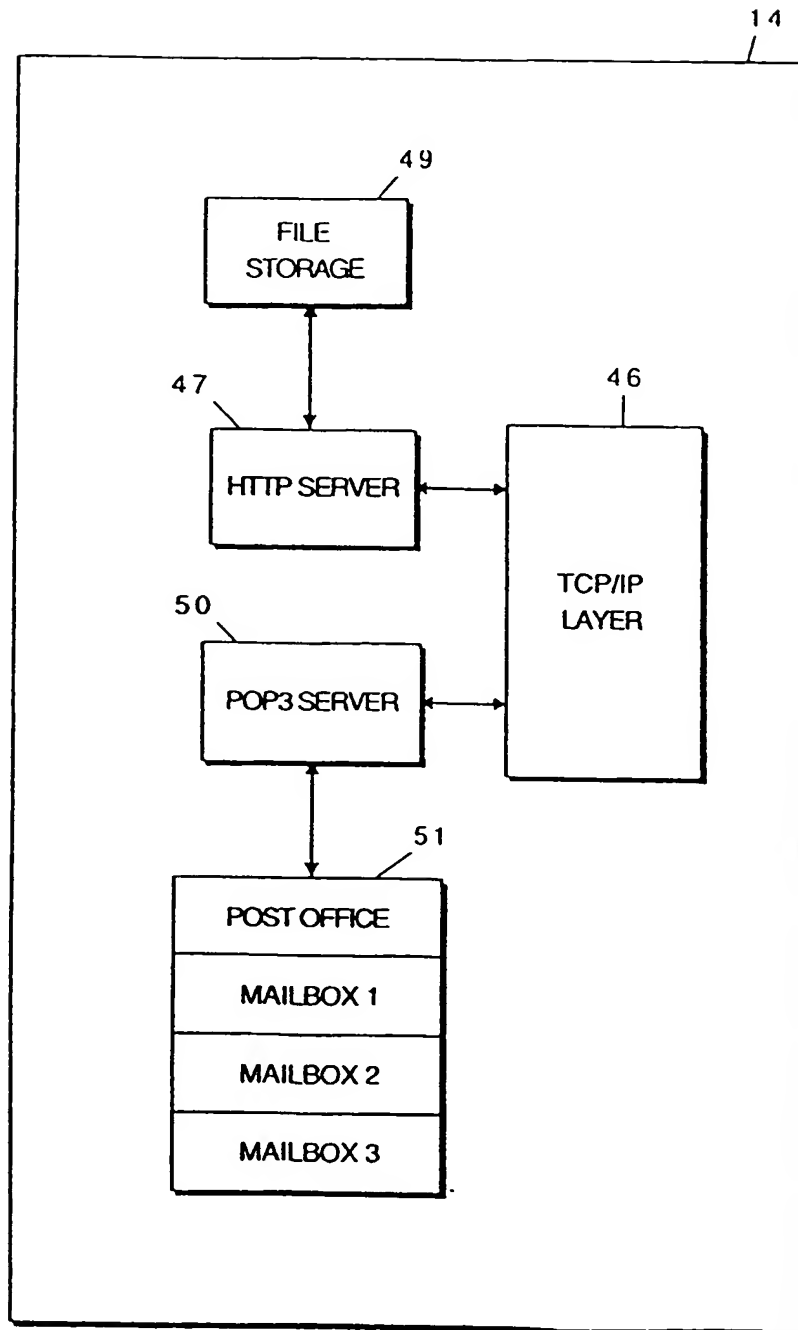 14
49
FILE
STORAGE
47
46
HTTP SERVER
TCP/IP
LAYER
50
POP3 SERVER
51
POST OFFICE
MAILBOX 1
MAILBOX 2
MAILBOX 3